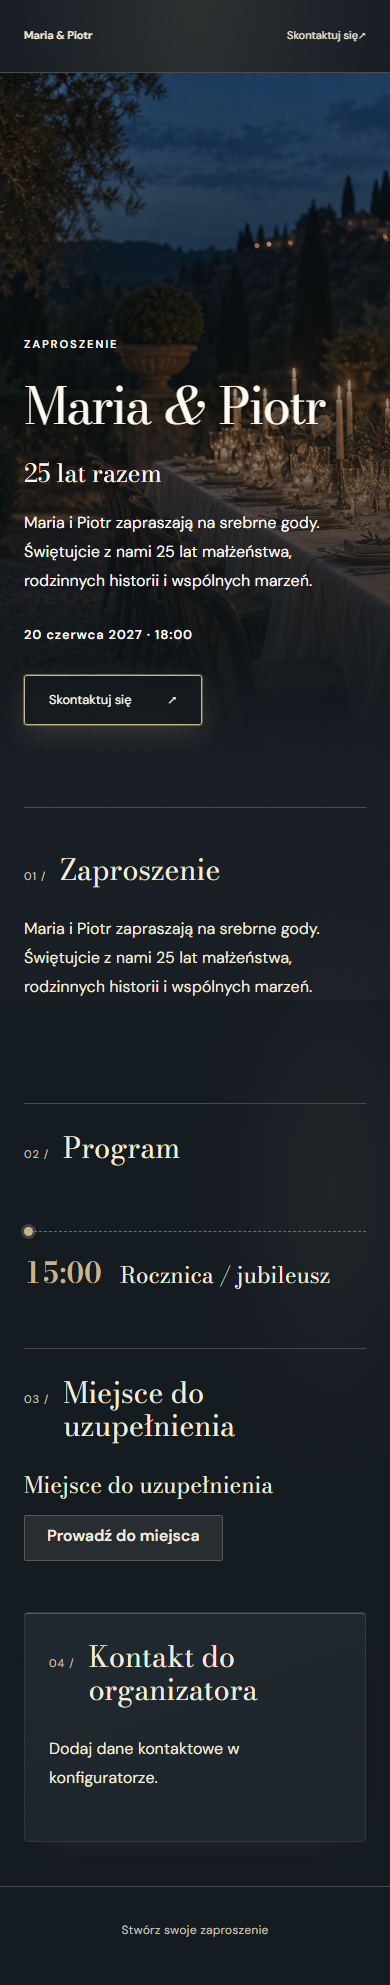 Maria & Piotr
Skontaktuj się↗
ZAPROSZENIE
Maria & Piotr
25 lat razem
Maria i Piotr zapraszają na srebrne gody.
Świętujcie z nami 25 lat małżeństwa,
rodzinnych historii i wspólnych marzeń.
20 czerwca 2027 · 18:00
Skontaktuj się ↗
01 / Zaproszenie
Maria i Piotr zapraszają na srebrne gody.
Świętujcie z nami 25 lat małżeństwa,
rodzinnych historii i wspólnych marzeń.
02 / Program
15:00 Rocznica / jubileusz
03 / Miejsce do
uzupełnienia
Miejsce do uzupełnienia
Prowadź do miejsca
04 / Kontakt do
organizatora
Dodaj dane kontaktowe w
konfiguratorze.
Stwórz swoje zaproszenie